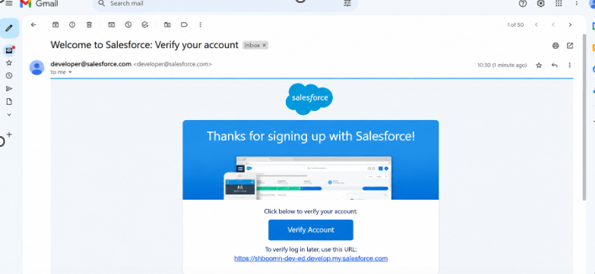 Gmail
Search mail
1 of 50
Welcome to Salesforce: Verify your account
Inbox ×
developer@salesforce.com <developer@salesforce.com>
10:30 (1 minute ago)
to me
salesforce
Thanks for signing up with Salesforce!
Click below to verify your account:
Verify Account
To verify log in later, use this URL:
https://shboomn-dev-ed.develop.my.salesforce.com